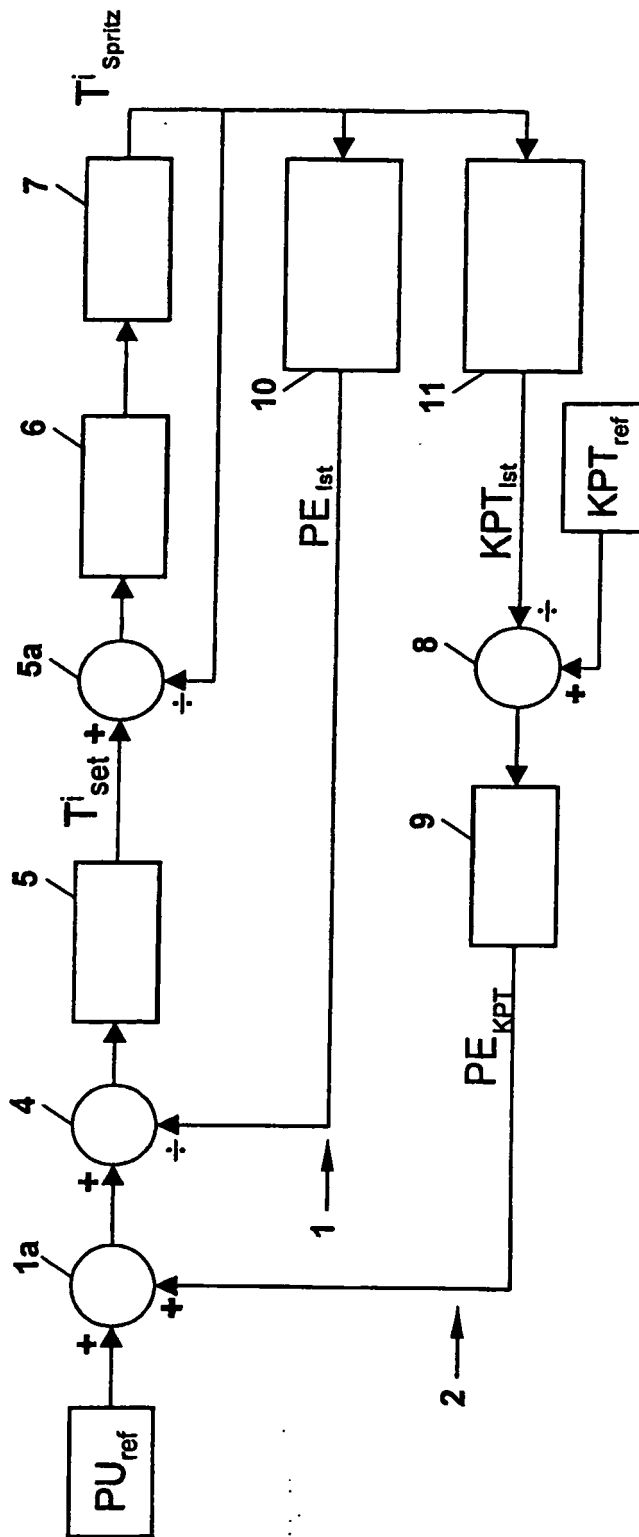 PU_ref
1a
+
+
4
+
÷
5
T^i_set
5a
+
÷
6
7
T^i_Spritz
1
PE_Ist
10
2
PE_KPT
9
8
÷
+
KPT_Ist
11
KPT_ref